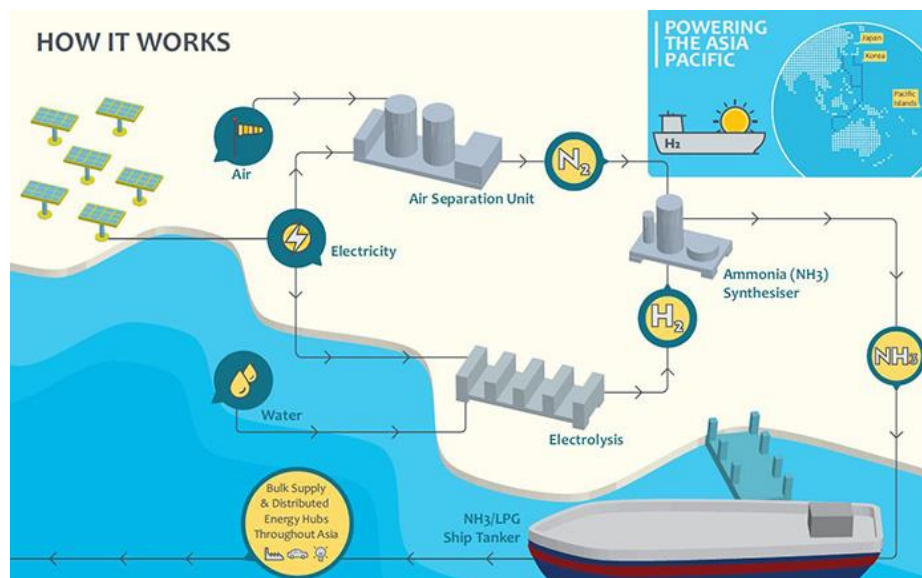 HOW IT WORKS
POWERING
THE ASIA
PACIFIC
Japan
Korea
Pacific
Islands
H2
Air
Air Separation Unit
N2
Electricity
Ammonia (NH3)
Synthesiser
H2
NH3
Water
Electrolysis
Bulk Supply
& Distributed
Energy Hubs
Throughout Asia
NH3/LPG
Ship Tanker